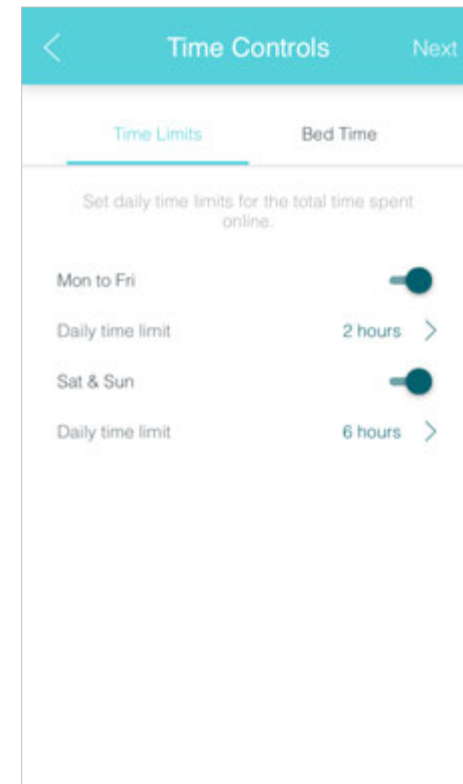 Time Controls Next
Time Limits Bed Time
Set daily time limits for the total time spent
online.
Mon to Fri
Daily time limit 2 hours
Sat & Sun
Daily time limit 6 hours